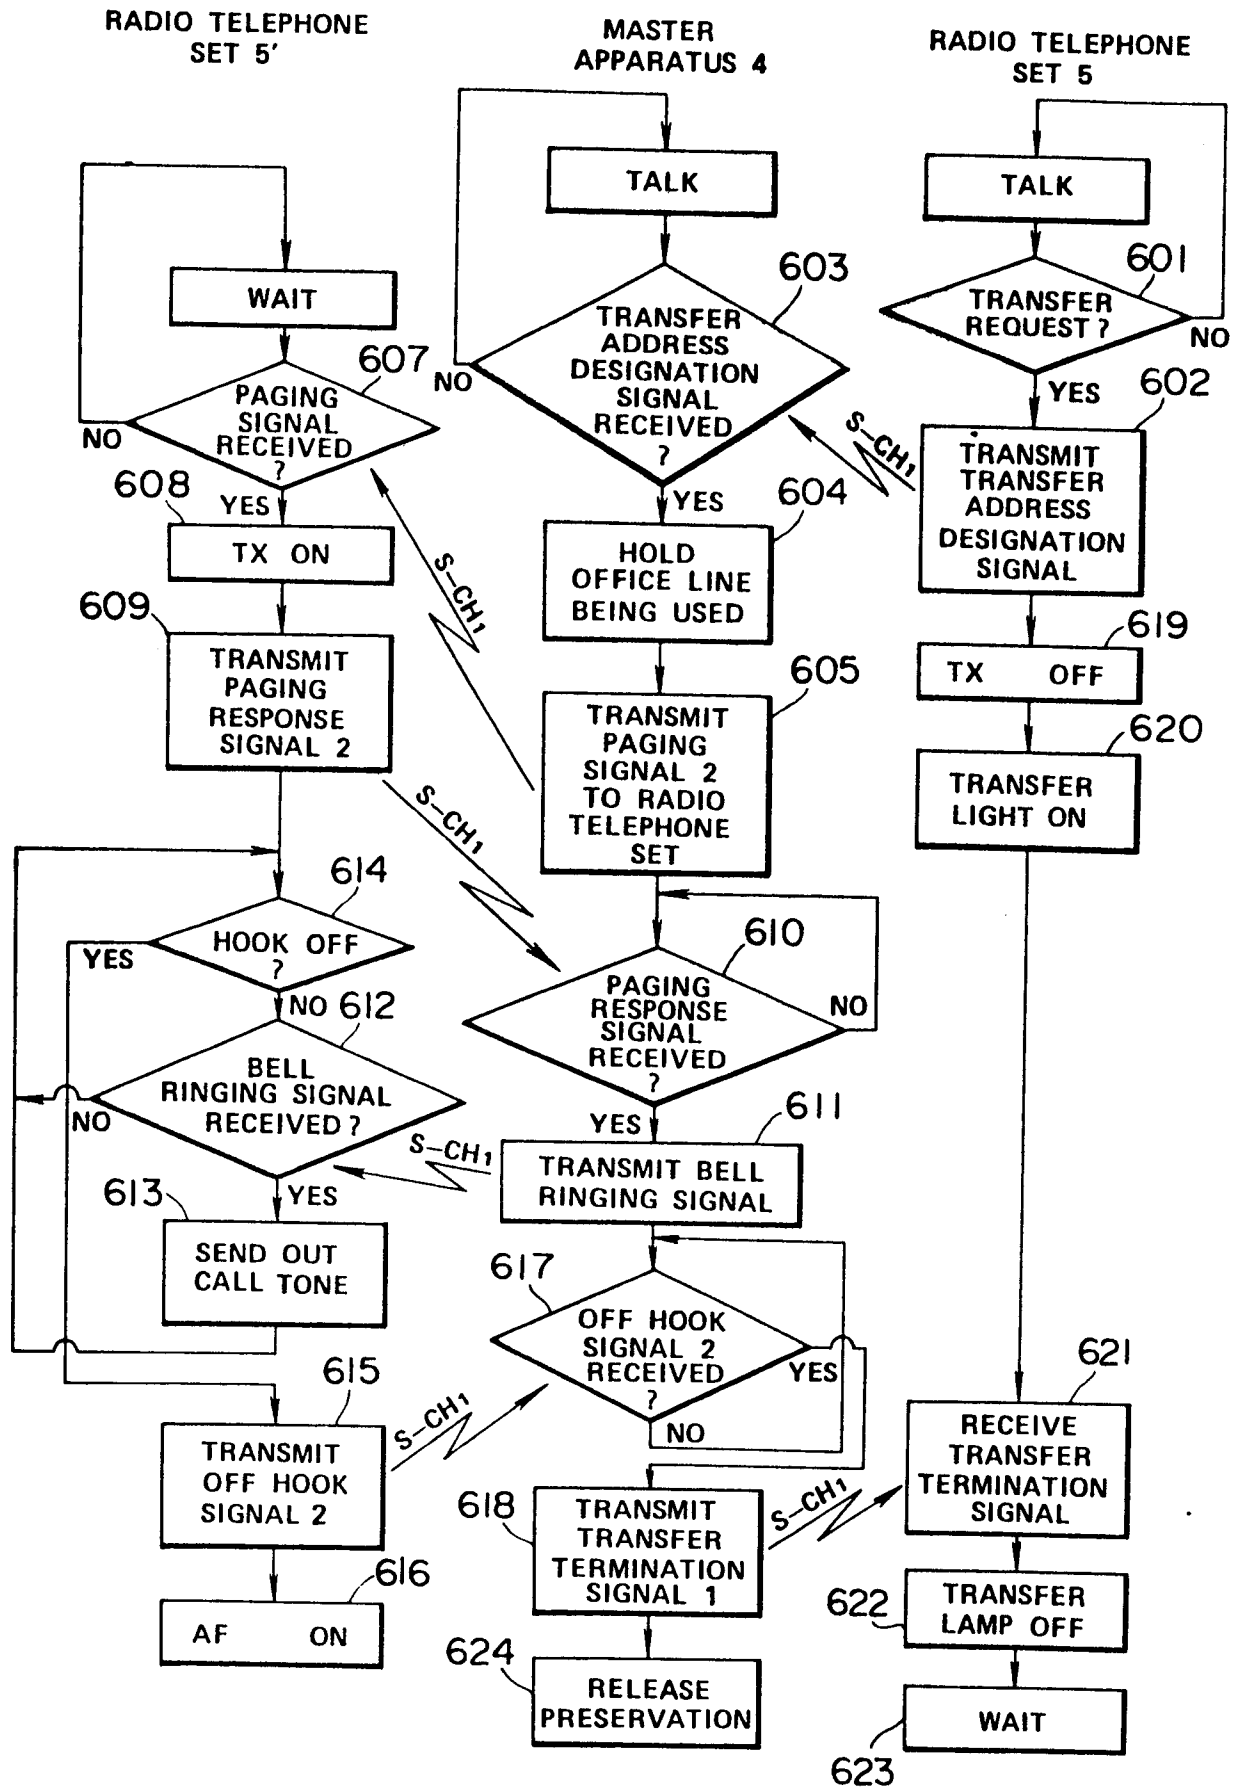 RADIO TELEPHONE
SET 5'
WAIT
607
PAGING
SIGNAL
RECEIVED
?
NO
YES
608
TX ON
609
TRANSMIT
PAGING
RESPONSE
SIGNAL 2
S-CH1
S-CH1
614
HOOK OFF
?
YES
NO
612
BELL
RINGING SIGNAL
RECEIVED?
NO
YES
613
SEND OUT
CALL TONE
615
TRANSMIT
OFF HOOK
SIGNAL 2
S-CH1
616
AF ON
MASTER
APPARATUS 4
TALK
603
TRANSFER
ADDRESS
DESIGNATION
SIGNAL
RECEIVED
?
NO
YES
604
HOLD
OFFICE LINE
BEING USED
605
TRANSMIT
PAGING
SIGNAL 2
TO RADIO
TELEPHONE
SET
610
PAGING
RESPONSE
SIGNAL
RECEIVED
?
NO
YES
611
TRANSMIT BELL
RINGING SIGNAL
S-CH1
617
OFF HOOK
SIGNAL 2
RECEIVED
?
YES
NO
618
TRANSMIT
TRANSFER
TERMINATION
SIGNAL 1
S-CH1
624
RELEASE
PRESERVATION
RADIO TELEPHONE
SET 5
TALK
601
TRANSFER
REQUEST?
NO
YES
602
TRANSMIT
TRANSFER
ADDRESS
DESIGNATION
SIGNAL
S-CH1
619
TX OFF
620
TRANSFER
LIGHT ON
621
RECEIVE
TRANSFER
TERMINATION
SIGNAL
622
TRANSFER
LAMP OFF
WAIT
623